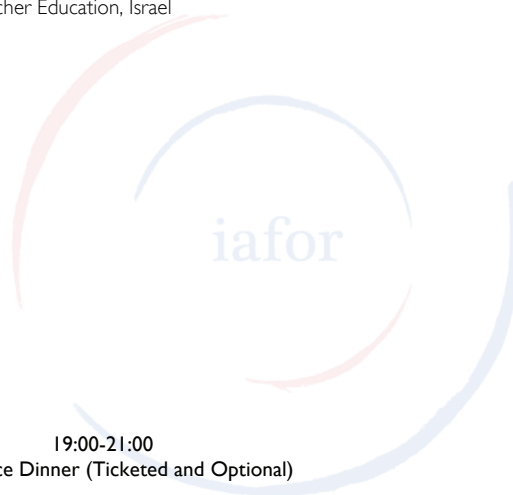 cher Education, Israel
iafor
19:00-21:00
ce Dinner (Ticketed and Optional)